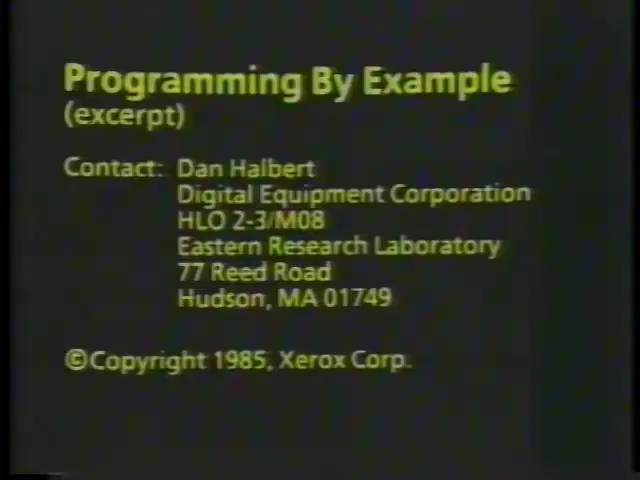 Programming By Example
(excerpt)
Contact: Dan Halbert
Digital Equipment Corporation
HLO 2-3/M08
Eastern Research Laboratory
77 Reed Road
Hudson, MA 01749
©Copyright 1985, Xerox Corp.